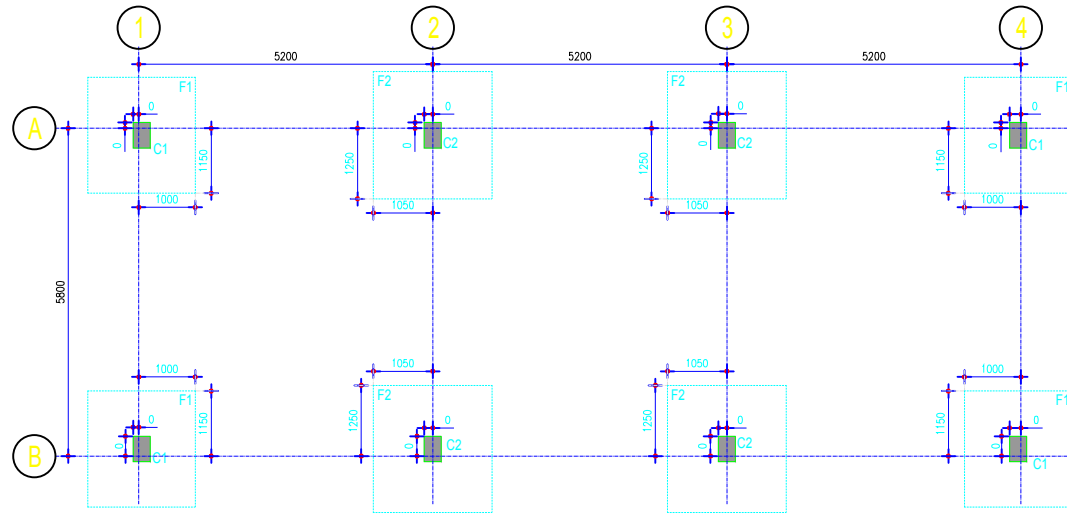 1 2 3 4
5200 5200 5200
F1 F2 F2 F1
A 0 0 0 0
0 C1 0 C2 0 C2 0 C1
1150 1250 1250 1150
1000 1050 1050 1000
5800
1000 1050 1050 1000
F1 F2 F2 F1
1150 1250 1250 1150
0 0 0 0
B 0 C1 0 C2 0 C2 0 C1